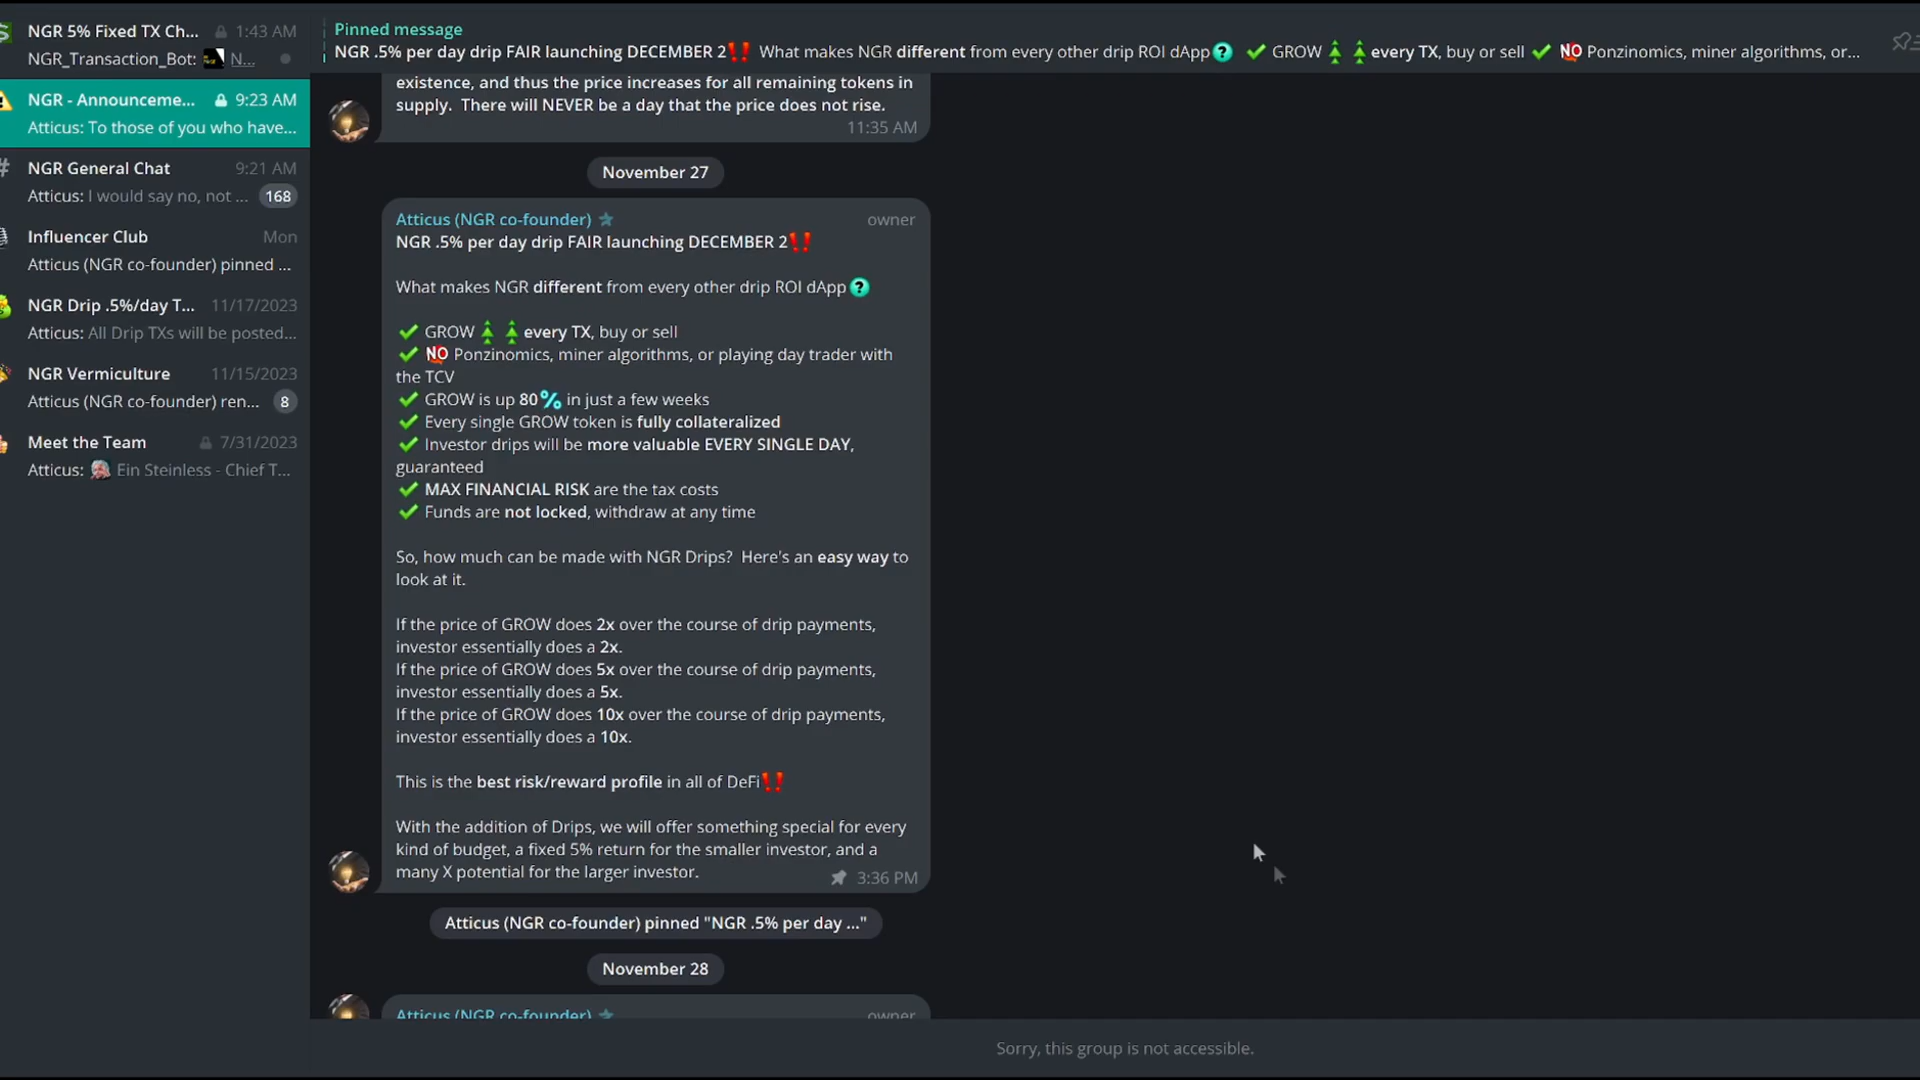 NGR 5% Fixed TX Ch... 1:43 AM
NGR_Transaction_Bot: N...
NGR - Announceme... 9:23 AM
Atticus: To those of you who have...
NGR General Chat 9:21 AM
Atticus: I would say no, not ... 168
Influencer Club Mon
Atticus (NGR co-founder) pinned ...
NGR Drip .5%/day T... 11/17/2023
Atticus: All Drip TXs will be posted...
NGR Vermiculture 11/15/2023
Atticus (NGR co-founder) ren... 8
Meet the Team 7/31/2023
Atticus: Ein Steinless - Chief T...
Pinned message
NGR .5% per day drip FAIR launching DECEMBER 2‼️ What makes NGR different from every other drip ROI dApp❓ ✔ GROW every TX, buy or sell ✔ NO Ponzinomics, miner algorithms, or...
existence, and thus the price increases for all remaining tokens in
supply. There will NEVER be a day that the price does not rise.
11:35 AM
November 27
Atticus (NGR co-founder) owner
NGR .5% per day drip FAIR launching DECEMBER 2‼️
What makes NGR different from every other drip ROI dApp❓
✔ GROW every TX, buy or sell
✔ NO Ponzinomics, miner algorithms, or playing day trader with
the TCV
✔ GROW is up 80% in just a few weeks
✔ Every single GROW token is fully collateralized
✔ Investor drips will be more valuable EVERY SINGLE DAY,
guaranteed
✔ MAX FINANCIAL RISK are the tax costs
✔ Funds are not locked, withdraw at any time
So, how much can be made with NGR Drips? Here's an easy way to
look at it.
If the price of GROW does 2x over the course of drip payments,
investor essentially does a 2x.
If the price of GROW does 5x over the course of drip payments,
investor essentially does a 5x.
If the price of GROW does 10x over the course of drip payments,
investor essentially does a 10x.
This is the best risk/reward profile in all of DeFi‼️
With the addition of Drips, we will offer something special for every
kind of budget, a fixed 5% return for the smaller investor, and a
many X potential for the larger investor.
3:36 PM
Atticus (NGR co-founder) pinned "NGR .5% per day ..."
November 28
Atticus (NGR co-founder) owner
Sorry, this group is not accessible.